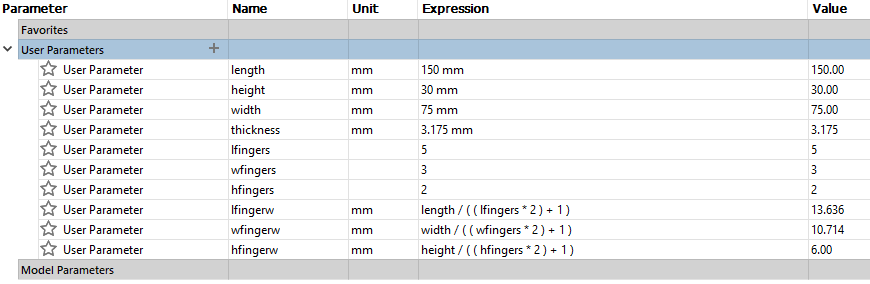 Parameter Name Unit Expression Value
Favorites
User Parameters +
User Parameter length mm 150 mm 150.00
User Parameter height mm 30 mm 30.00
User Parameter width mm 75 mm 75.00
User Parameter thickness mm 3.175 mm 3.175
User Parameter lfingers 5 5
User Parameter wfingers 3 3
User Parameter hfingers 2 2
User Parameter lfingerw mm length / ( ( lfingers * 2 ) + 1 ) 13.636
User Parameter wfingerw mm width / ( ( wfingers * 2 ) + 1 ) 10.714
User Parameter hfingerw mm height / ( ( hfingers * 2 ) + 1 ) 6.00
Model Parameters